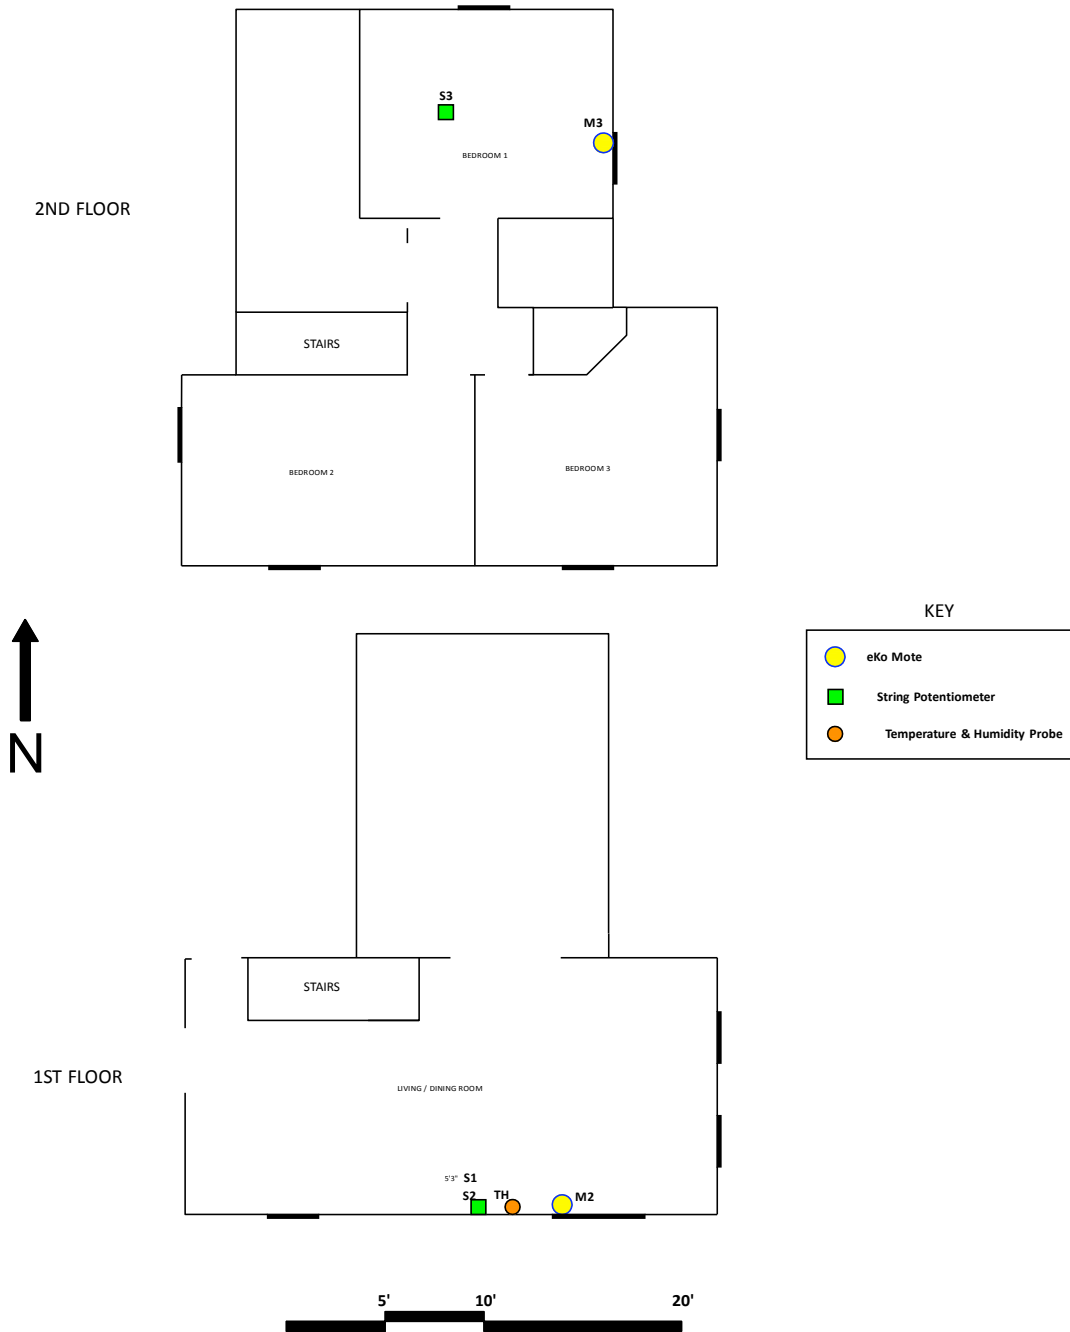 S3
M3
BEDROOM 1
2ND FLOOR
STAIRS
BEDROOM 2
BEDROOM 3
KEY
eKo Mote
String Potentiometer
Temperature & Humidity Probe
N
STAIRS
1ST FLOOR
LIVING / DINING ROOM
5'3" S1
S2 TH M2
5' 10' 20'